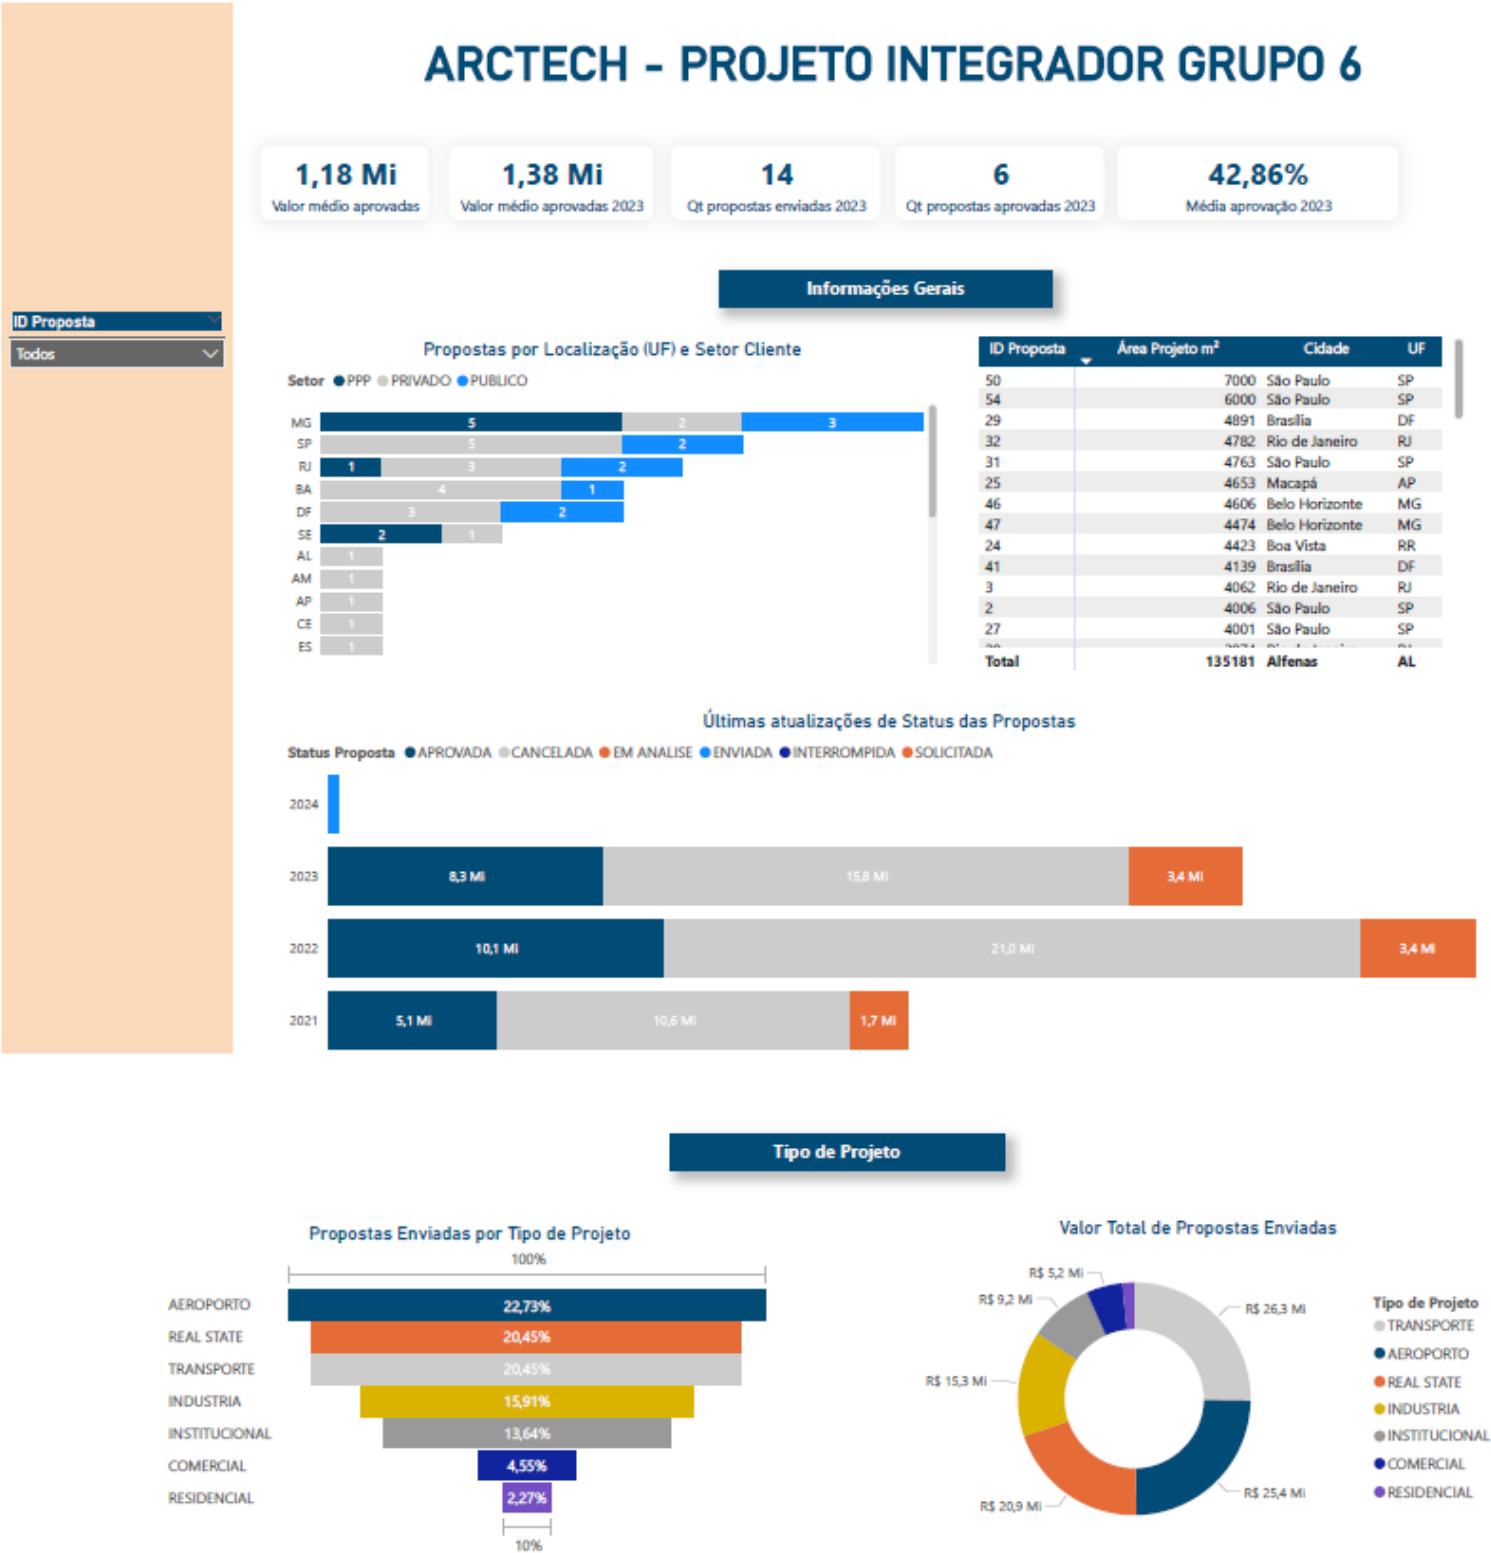 ARCTECH - PROJETO INTEGRADOR GRUPO 6
1,18 Mi
Valor médio aprovadas
1,38 Mi
Valor médio aprovadas 2023
14
Qt propostas enviadas 2023
6
Qt propostas aprovadas 2023
42,86%
Média aprovação 2023
Informações Gerais
ID Proposta
Todos
Propostas por Localização (UF) e Setor Cliente
Setor PPP PRIVADO PUBLICO
MG 5 2 3
SP 5 2
RJ 1 3 2
BA 4 1
DF 3 2
SE 2 1
AL 1
AM 1
AP 1
CE 1
ES 1
ID Proposta Área Projeto m² Cidade UF
50 7000 São Paulo SP
54 6000 São Paulo SP
29 4891 Brasília DF
32 4782 Rio de Janeiro RJ
31 4763 São Paulo SP
25 4653 Macapá AP
46 4606 Belo Horizonte MG
47 4474 Belo Horizonte MG
24 4423 Boa Vista RR
41 4139 Brasília DF
3 4062 Rio de Janeiro RJ
2 4006 São Paulo SP
27 4001 São Paulo SP
Total 135181 Alfenas AL
Últimas atualizações de Status das Propostas
Status Proposta APROVADA CANCELADA EM ANALISE ENVIADA INTERROMPIDA SOLICITADA
2024
2023 8,3 Mi 15,8 Mi 3,4 Mi
2022 10,1 Mi 21,0 Mi 3,4 Mi
2021 5,1 Mi 10,6 Mi 1,7 Mi
Tipo de Projeto
Propostas Enviadas por Tipo de Projeto
100%
AEROPORTO 22,73%
REAL STATE 20,45%
TRANSPORTE 20,45%
INDUSTRIA 15,91%
INSTITUCIONAL 13,64%
COMERCIAL 4,55%
RESIDENCIAL 2,27%
10%
Valor Total de Propostas Enviadas
R$ 5,2 Mi
R$ 9,2 Mi
R$ 26,3 Mi
R$ 15,3 Mi
R$ 20,9 Mi
R$ 25,4 Mi
Tipo de Projeto
TRANSPORTE
AEROPORTO
REAL STATE
INDUSTRIA
INSTITUCIONAL
COMERCIAL
RESIDENCIAL